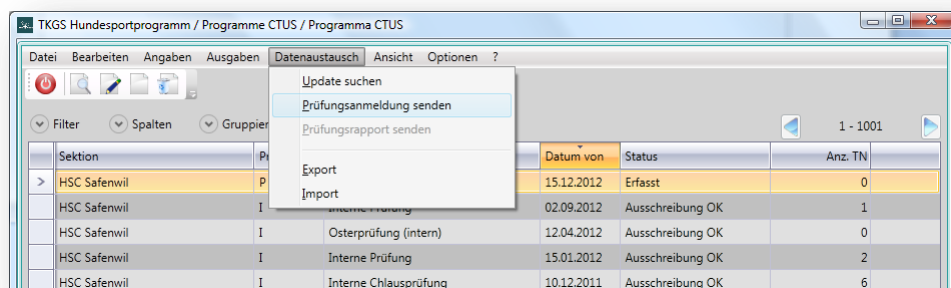 TKGS Hundesportprogramm / Programme CTUS / Programma CTUS
Datei Bearbeiten Angaben Ausgaben Datenaustausch Ansicht Optionen ?
Update suchen
Prüfungsanmeldung senden
Prüfungsrapport senden
Export
Import
Filter Spalten Gruppier 1 - 1001
Sektion Pr Datum von Status Anz. TN
> HSC Safenwil P 15.12.2012 Erfasst 0
HSC Safenwil I Interne Prüfung 02.09.2012 Ausschreibung OK 1
HSC Safenwil I Osterprüfung (intern) 12.04.2012 Ausschreibung OK 0
HSC Safenwil I Interne Prüfung 15.01.2012 Ausschreibung OK 2
HSC Safenwil I Interne Chlausprüfung 10.12.2011 Ausschreibung OK 6